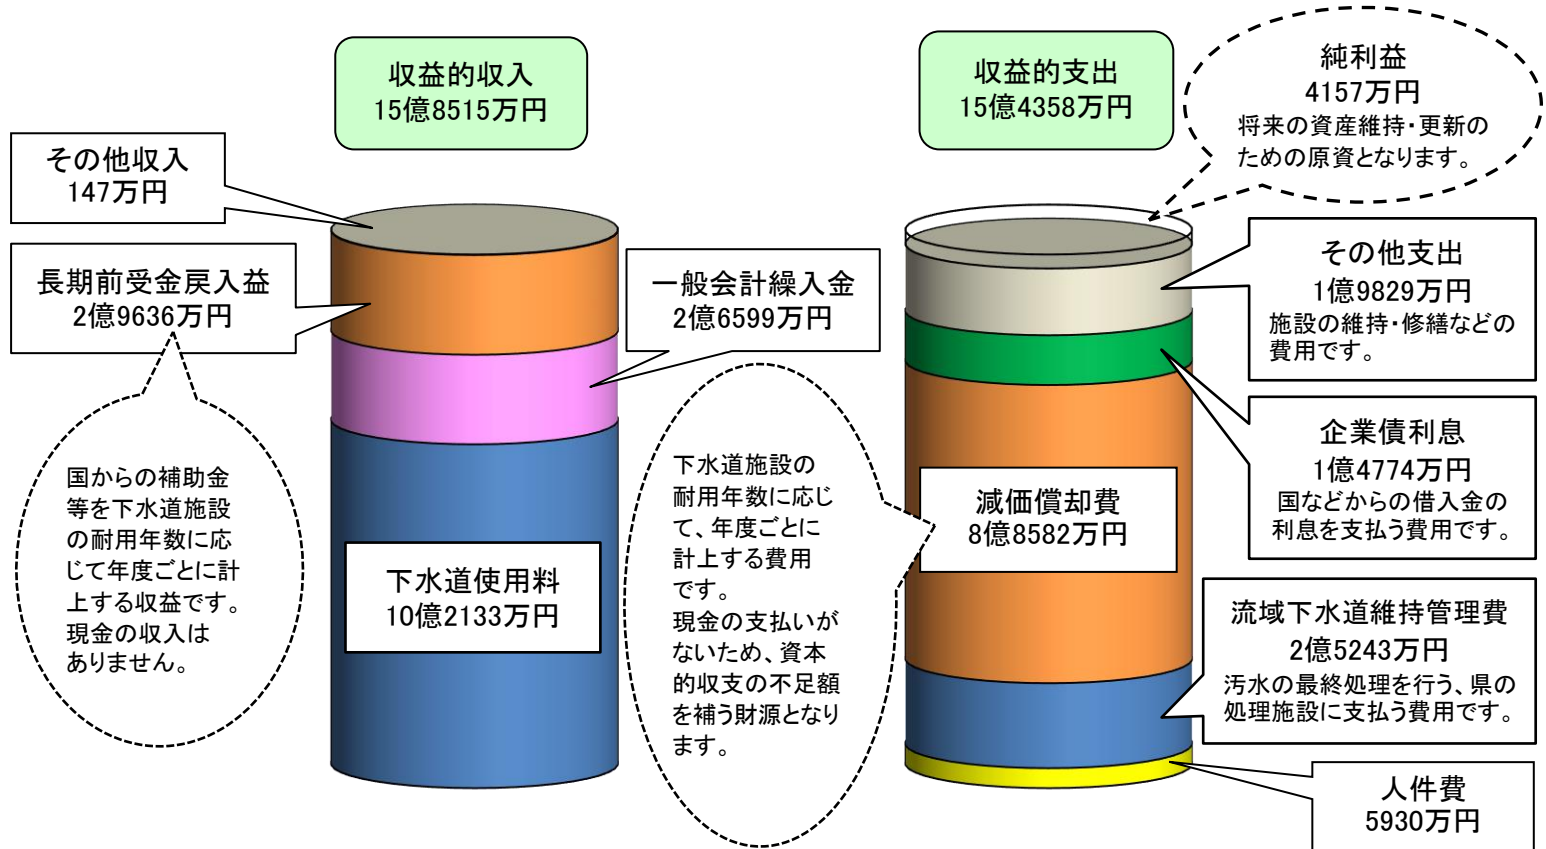 収益的収入
15億8515万円
その他収入
147万円
長期前受金戻入益
2億9636万円
国からの補助金
等を下水道施設
の耐用年数に応
じて年度ごとに計
上する収益です。
現金の収入は
ありません。
一般会計繰入金
2億6599万円
下水道使用料
10億2133万円
収益的支出
15億4358万円
純利益
4157万円
将来の資産維持・更新の
ための原資となります。
その他支出
1億9829万円
施設の維持・修繕などの
費用です。
企業債利息
1億4774万円
国などからの借入金の
利息を支払う費用です。
下水道施設の
耐用年数に応じ
て、年度ごとに
計上する費用
です。
現金の支払いが
ないため、資本
的収支の不足額
を補う財源となり
ます。
減価償却費
8億8582万円
流域下水道維持管理費
2億5243万円
汚水の最終処理を行う、県の
処理施設に支払う費用です。
人件費
5930万円